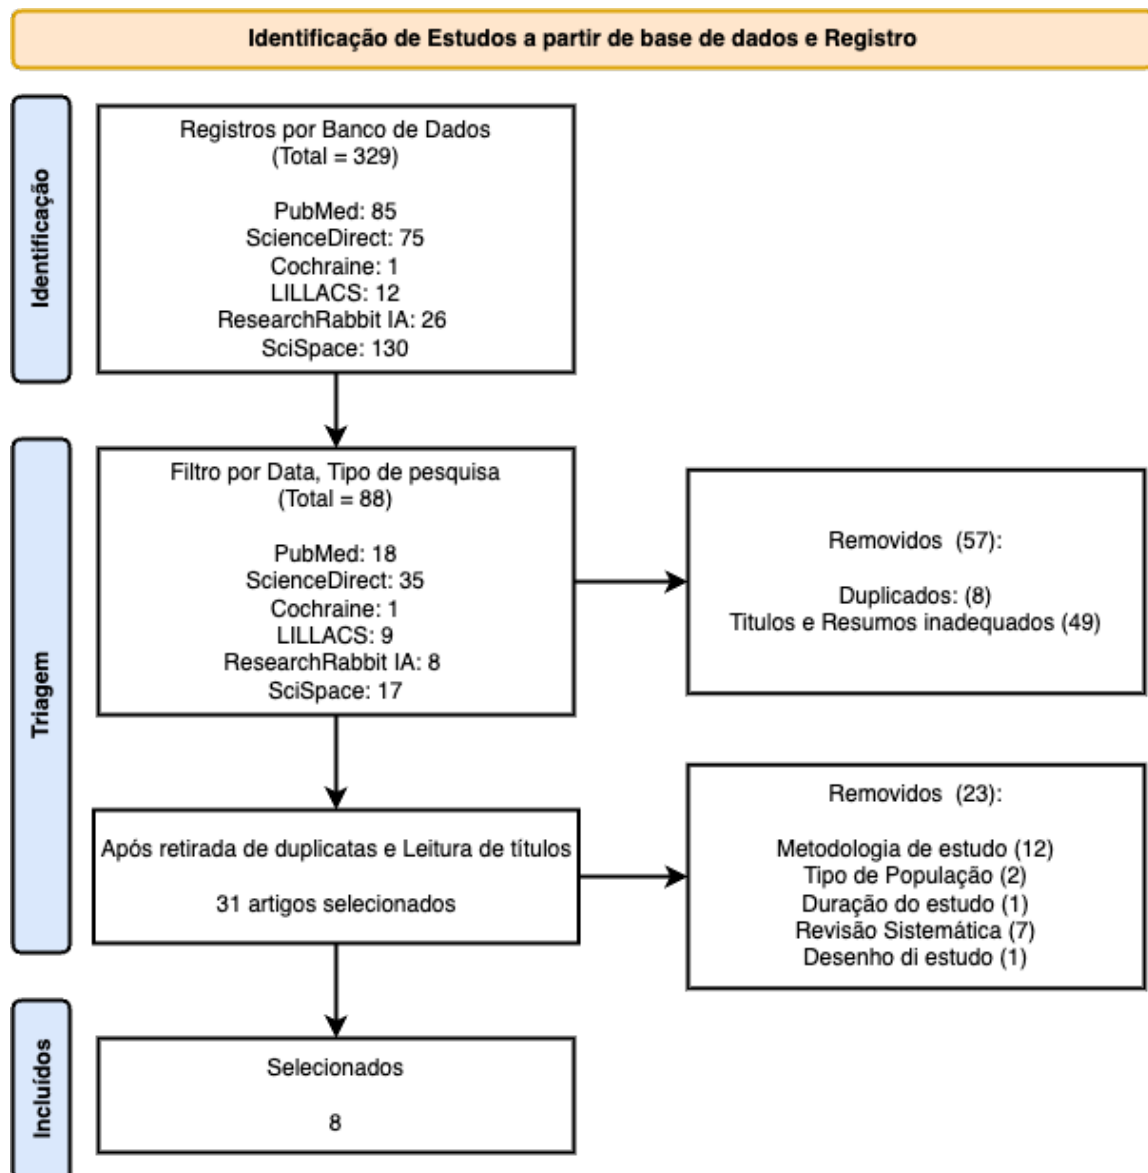 Identificação de Estudos a partir de base de dados e Registro
Identificação
Registros por Banco de Dados
(Total = 329)
PubMed: 85
ScienceDirect: 75
Cochraine: 1
LILLACS: 12
ResearchRabbit IA: 26
SciSpace: 130
Triagem
Filtro por Data, Tipo de pesquisa
(Total = 88)
PubMed: 18
ScienceDirect: 35
Cochraine: 1
LILLACS: 9
ResearchRabbit IA: 8
SciSpace: 17
Removidos (57):
Duplicados: (8)
Titulos e Resumos inadequados (49)
Após retirada de duplicatas e Leitura de títulos
31 artigos selecionados
Removidos (23):
Metodologia de estudo (12)
Tipo de População (2)
Duração do estudo (1)
Revisão Sistemática (7)
Desenho di estudo (1)
Incluídos
Selecionados
8